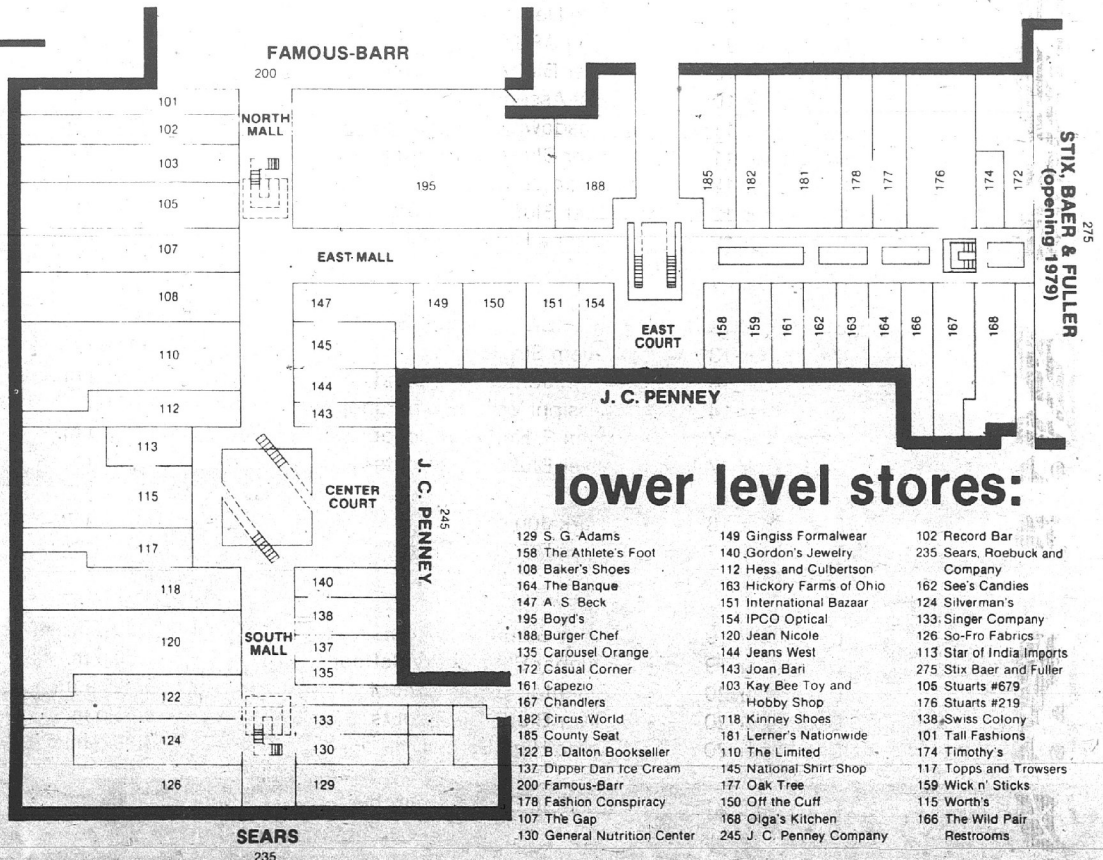 FAMOUS-BARR
200
101
NORTH
MALL
102
103
105
195
188
185
182
181
178
177
176
174
172
STIX, BAER & FULLER
(opening 1979)
275
107
EAST MALL
108
147
149
150
151
154
EAST
COURT
158
159
161
162
163
164
166
167
168
110
145
144
143
112
J. C. PENNEY
113
115
117
CENTER
COURT
J. C. PENNEY
245
118
140
138
120
SOUTH
MALL
137
135
122
133
124
130
126
129
SEARS
235
lower level stores:
129 S. G. Adams
158 The Athlete's Foot
108 Baker's Shoes
164 The Banque
147 A. S. Beck
195 Boyd's
188 Burger Chef
135 Carousel Orange
172 Casual Corner
161 Capezio
167 Chandlers
182 Circus World
185 County Seat
122 B. Dalton Bookseller
137 Dipper Dan Ice Cream
200 Famous-Barr
178 Fashion Conspiracy
107 The Gap
130 General Nutrition Center
149 Gingiss Formalwear
140 Gordon's Jewelry
112 Hess and Culbertson
163 Hickory Farms of Ohio
151 International Bazaar
154 IPCO Optical
120 Jean Nicole
144 Jeans West
143 Joan Bari
103 Kay Bee Toy and
Hobby Shop
118 Kinney Shoes
181 Lerner's Nationwide
110 The Limited
145 National Shirt Shop
177 Oak Tree
150 Off the Cuff
168 Olga's Kitchen
245 J. C. Penney Company
102 Record Bar
235 Sears, Roebuck and
Company
162 See's Candies
124 Silverman's
133 Singer Company
126 So-Fro Fabrics
113 Star of India Imports
275 Stix Baer and Fuller
105 Stuarts #679
176 Stuarts #219
138 Swiss Colony
101 Tall Fashions
174 Timothy's
117 Topps and Trowsers
159 Wick n' Sticks
115 Worth's
166 The Wild Pair
Restrooms